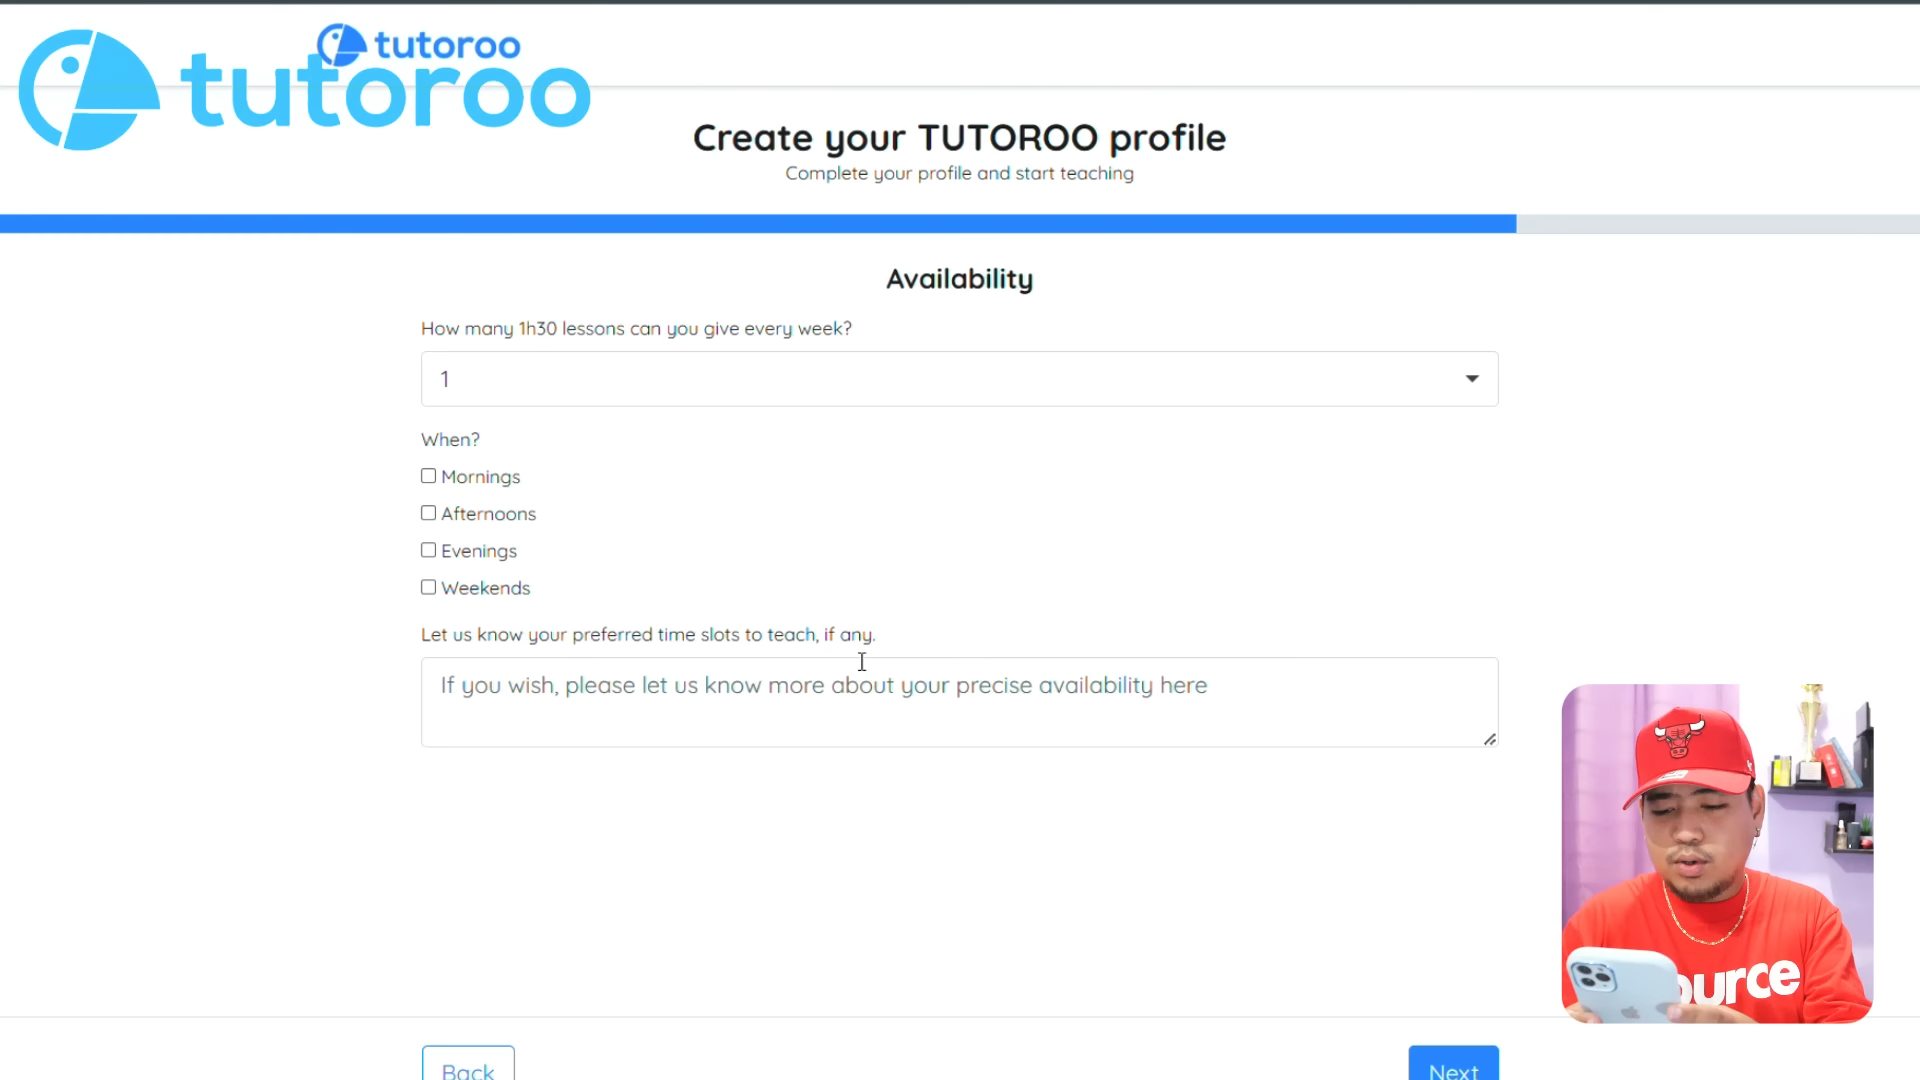 tutoroo
tutoroo
Create your TUTOROO profile
Complete your profile and start teaching
Availability
How many 1h30 lessons can you give every week?
1
When?
Mornings
Afternoons
Evenings
Weekends
Let us know your preferred time slots to teach, if any.
If you wish, please let us know more about your precise availability here
ource
Back
Next